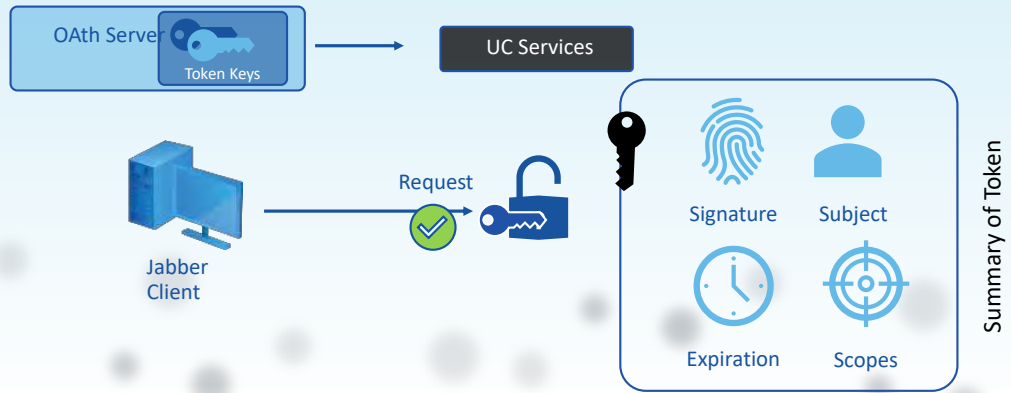 OAth Server
Token Keys
UC Services
Request
Jabber
Client
Signature
Subject
Expiration
Scopes
Summary of Token